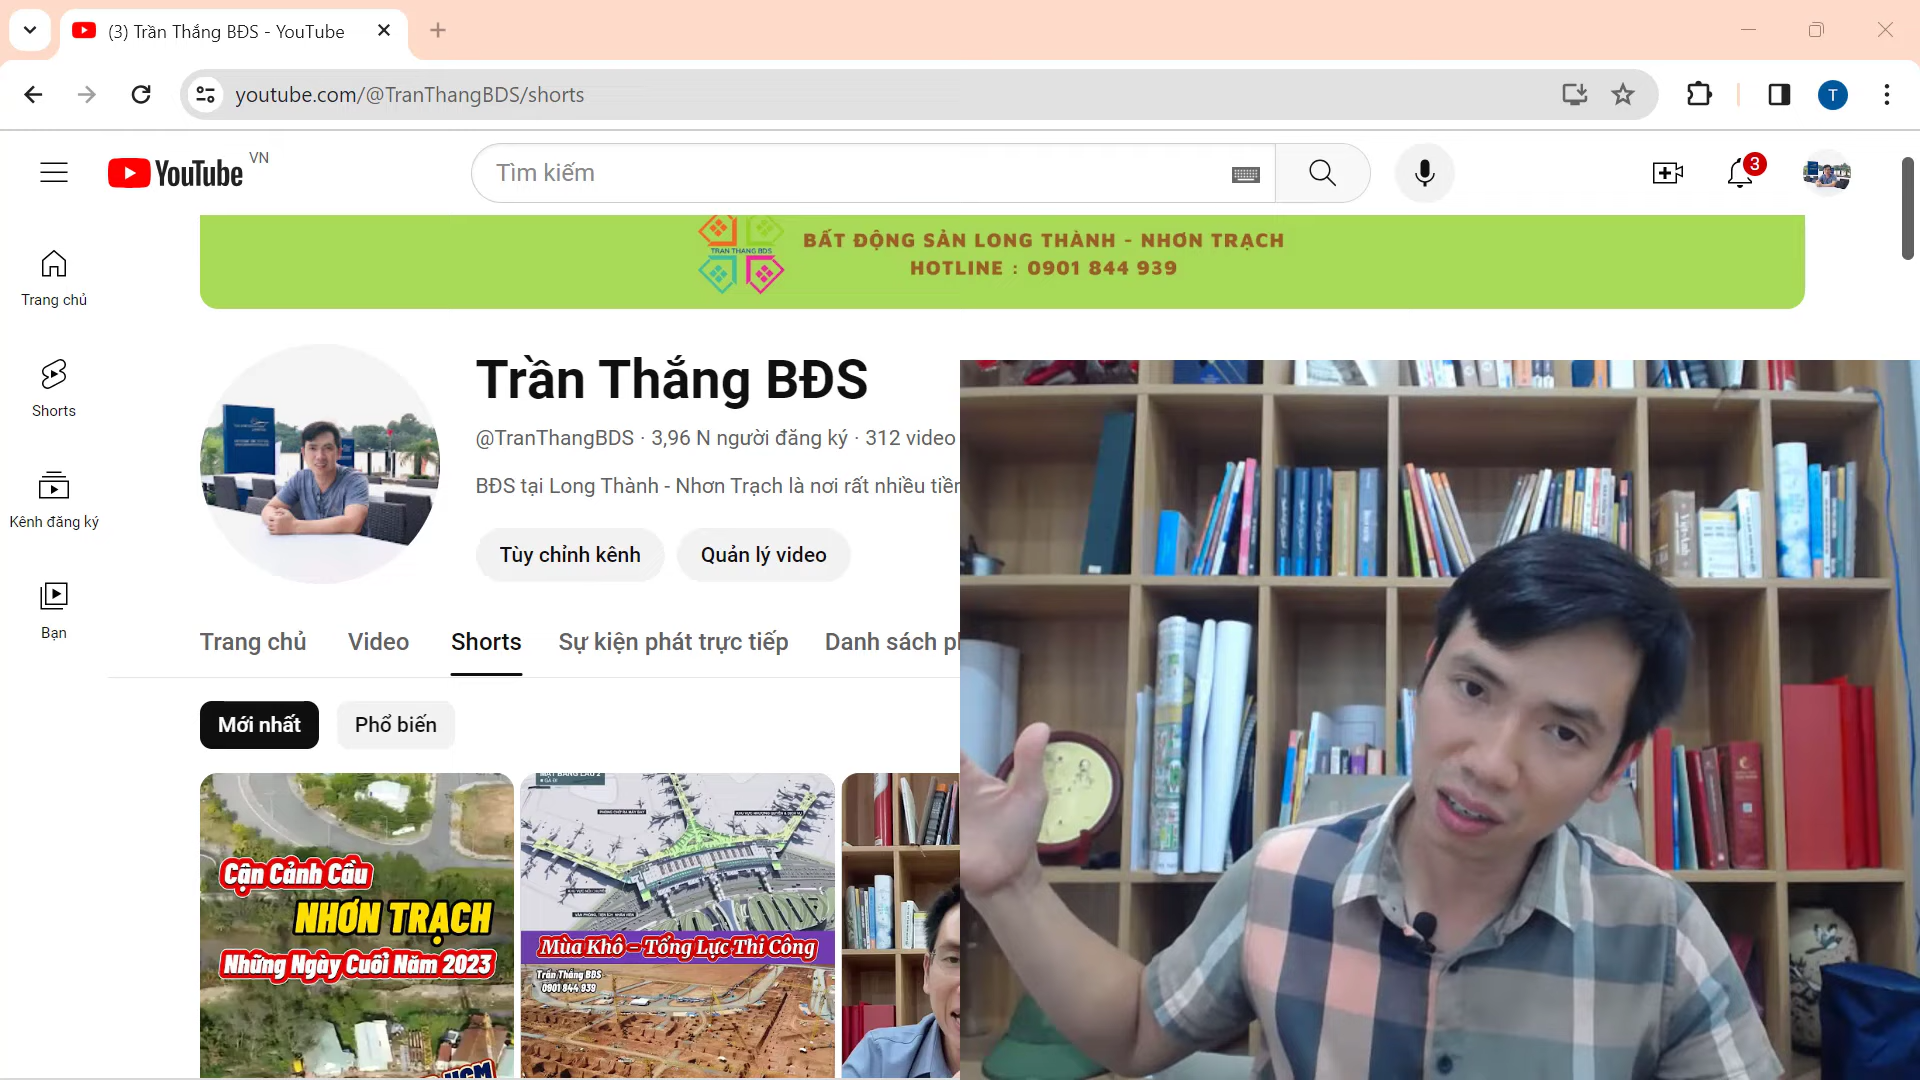 (3) Trần Thắng BĐS - YouTube
youtube.com/@TranThangBDS/shorts
T
YouTube VN
Tìm kiếm
3
TRAN THANG BDS
BẤT ĐỘNG SẢN LONG THÀNH - NHƠN TRẠCH
HOTLINE : 0901 844 939
Trang chủ
Shorts
Kênh đăng ký
Bạn
Trần Thắng BĐS
@TranThangBDS · 3,96 N người đăng ký · 312 video
BĐS tại Long Thành - Nhơn Trạch là nơi rất nhiều tiền
Tùy chỉnh kênh
Quản lý video
Trang chủ
Video
Shorts
Sự kiện phát trực tiếp
Danh sách
Mới nhất
Phổ biến
Cận Cảnh Cầu
NHƠN TRẠCH
Những Ngày Cuối Năm 2023
HCM
Mùa Khô - Tổng Lực Thi Công
Trần Thắng BĐS
0901 844 939